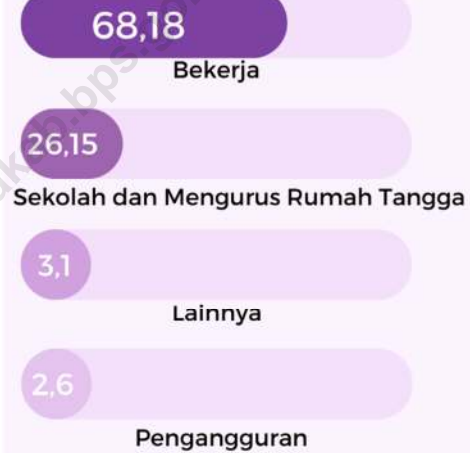 68,18
Bekerja
26,15
Sekolah dan Mengurus Rumah Tangga
3,1
Lainnya
2,6
Pengangguran